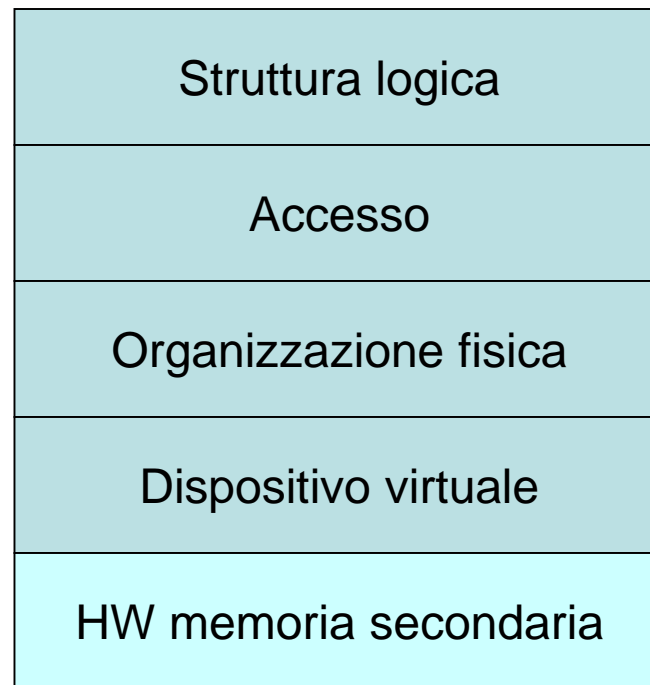 Struttura logica
Accesso
Organizzazione fisica
Dispositivo virtuale
HW memoria secondaria